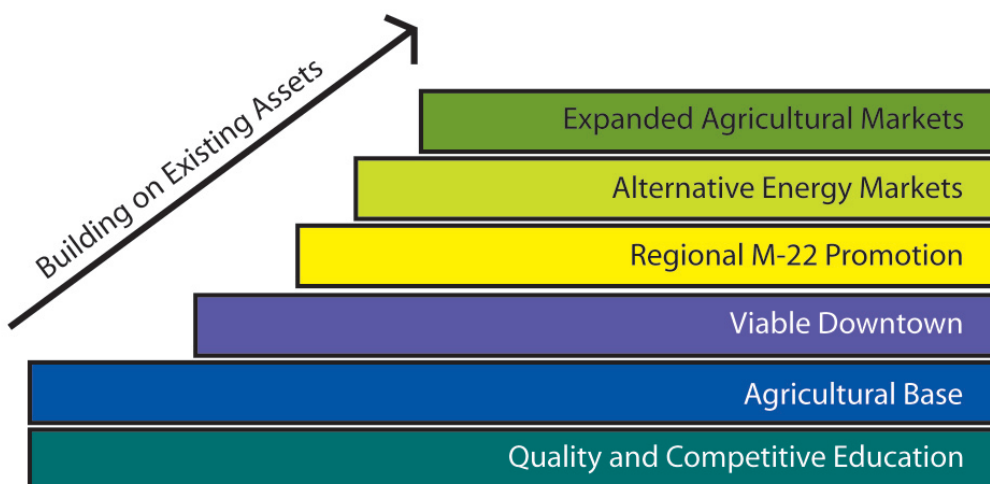 Building on Existing Assets
Expanded Agricultural Markets
Alternative Energy Markets
Regional M-22 Promotion
Viable Downtown
Agricultural Base
Quality and Competitive Education